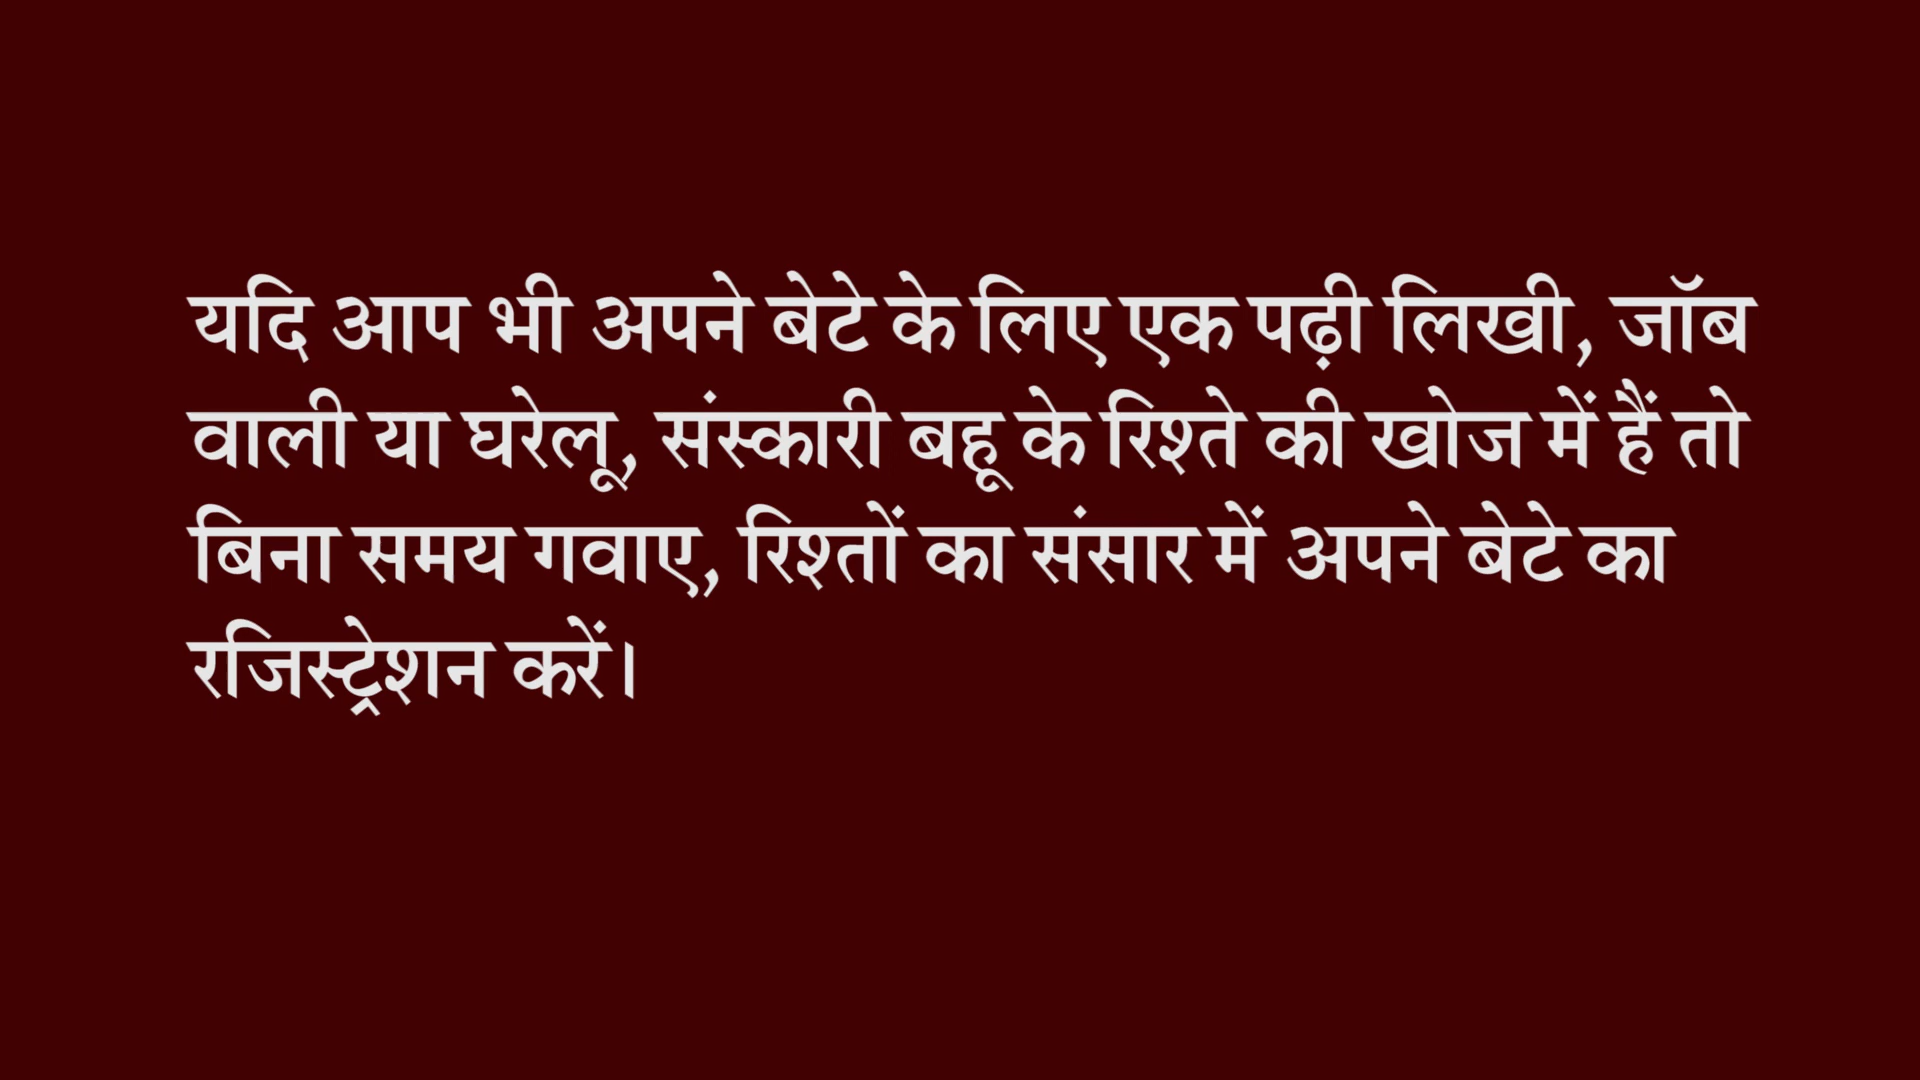 यदि आप भी अपने बेटे के लिए एक पढ़ी लिखी, जॉब
वाली या घरेलू, संस्कारी बहू के रिश्ते की खोज में हैं तो
बिना समय गवाए, रिश्तों का संसार में अपने बेटे का
रजिस्ट्रेशन करें।